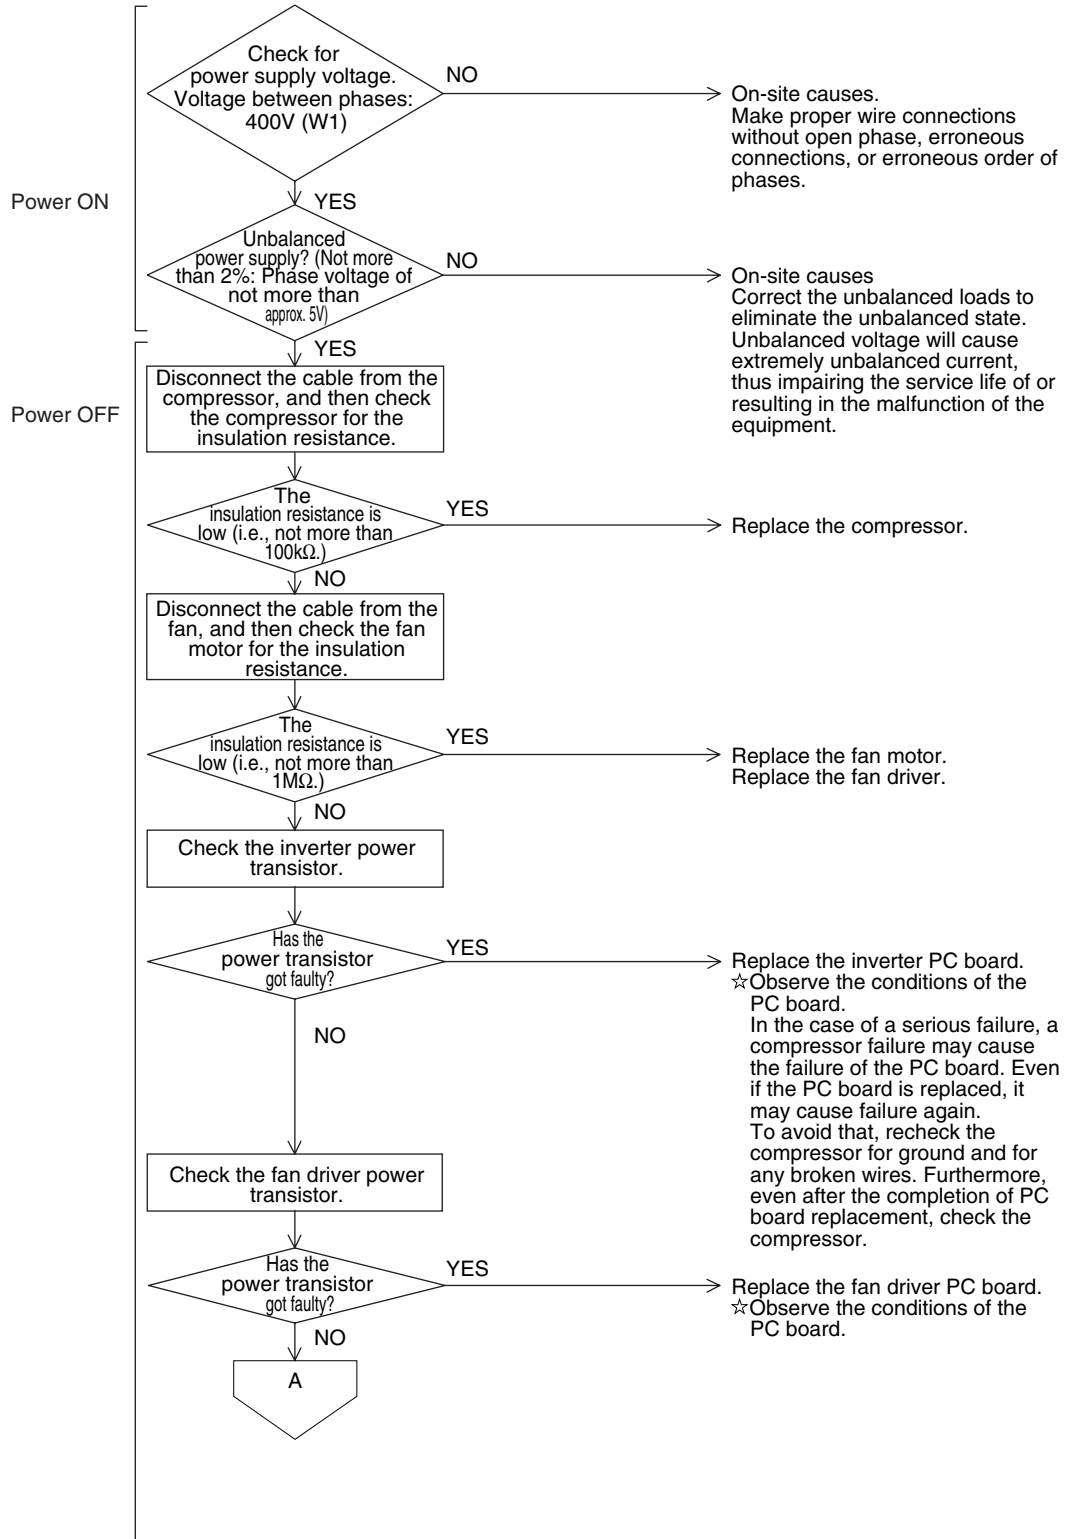 Check for
power supply voltage.
Voltage between phases:
400V (W1)
NO
On-site causes.
Make proper wire connections
without open phase, erroneous
connections, or erroneous order of
phases.
Power ON
YES
Unbalanced
power supply? (Not more
than 2%: Phase voltage of
not more than
approx. 5V)
NO
On-site causes
Correct the unbalanced loads to
eliminate the unbalanced state.
Unbalanced voltage will cause
extremely unbalanced current,
thus impairing the service life of or
resulting in the malfunction of the
equipment.
YES
Power OFF
Disconnect the cable from the
compressor, and then check
the compressor for the
insulation resistance.
The
insulation resistance is
low (i.e., not more than
100kΩ.)
YES
Replace the compressor.
NO
Disconnect the cable from the
fan, and then check the fan
motor for the insulation
resistance.
The
insulation resistance is
low (i.e., not more than
1MΩ.)
YES
Replace the fan motor.
Replace the fan driver.
NO
Check the inverter power
transistor.
Has the
power transistor
got faulty?
YES
Replace the inverter PC board.
☆Observe the conditions of the
PC board.
In the case of a serious failure, a
compressor failure may cause
the failure of the PC board. Even
if the PC board is replaced, it
may cause failure again.
To avoid that, recheck the
compressor for ground and for
any broken wires. Furthermore,
even after the completion of PC
board replacement, check the
compressor.
NO
Check the fan driver power
transistor.
Has the
power transistor
got faulty?
YES
Replace the fan driver PC board.
☆Observe the conditions of the
PC board.
NO
A